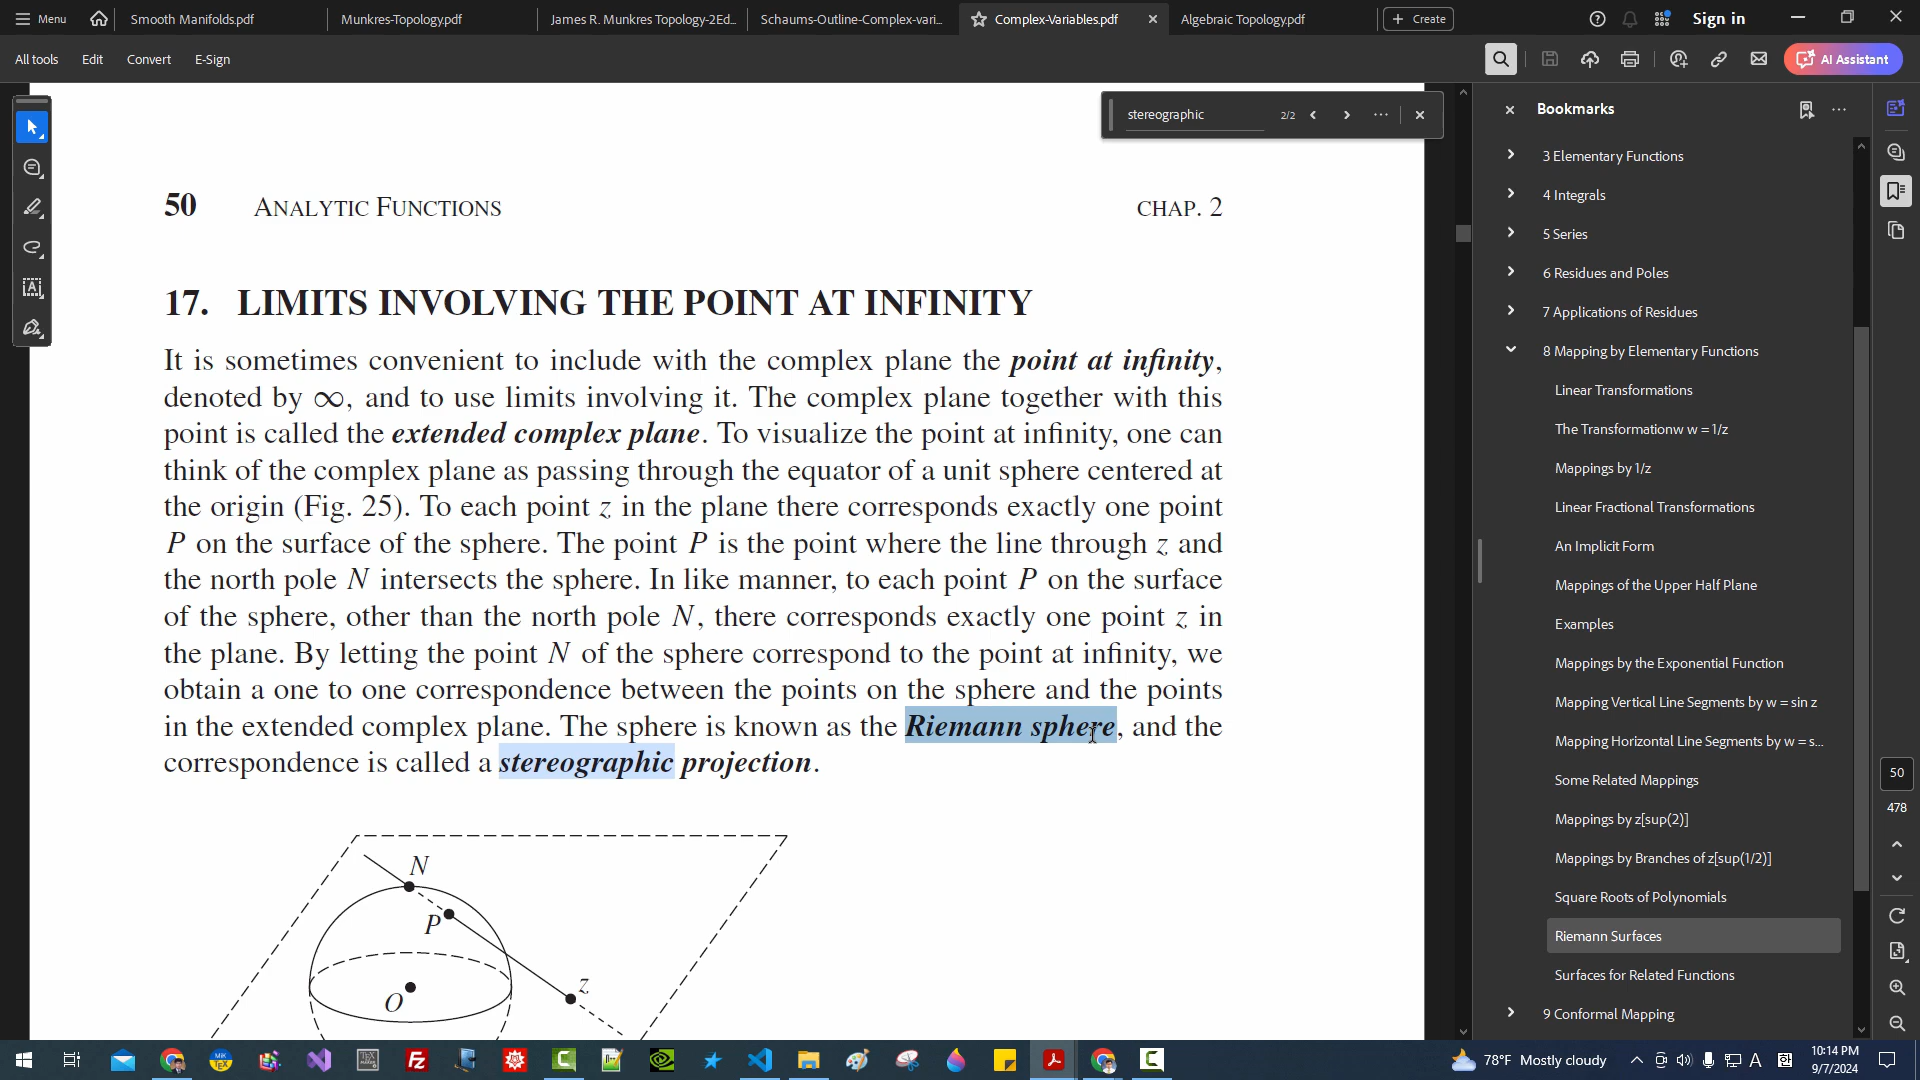 Menu
Smooth Manifolds.pdf
Munkres-Topology.pdf
James R. Munkres Topology-2Ed...
Schaums-Outline-Complex-vari...
Complex-Variables.pdf
Algebraic Topology.pdf
Create
Sign in
All tools
Edit
Convert
E-Sign
AI Assistant
stereographic
2/2
50 ANALYTIC FUNCTIONS CHAP. 2
17. LIMITS INVOLVING THE POINT AT INFINITY
It is sometimes convenient to include with the complex plane the point at infinity,
denoted by ∞, and to use limits involving it. The complex plane together with this
point is called the extended complex plane. To visualize the point at infinity, one can
think of the complex plane as passing through the equator of a unit sphere centered at
the origin (Fig. 25). To each point z in the plane there corresponds exactly one point
P on the surface of the sphere. The point P is the point where the line through z and
the north pole N intersects the sphere. In like manner, to each point P on the surface
of the sphere, other than the north pole N, there corresponds exactly one point z in
the plane. By letting the point N of the sphere correspond to the point at infinity, we
obtain a one to one correspondence between the points on the sphere and the points
in the extended complex plane. The sphere is known as the Riemann sphere, and the
correspondence is called a stereographic projection.
N
P
z
O
Bookmarks
3 Elementary Functions
4 Integrals
5 Series
6 Residues and Poles
7 Applications of Residues
8 Mapping by Elementary Functions
Linear Transformations
The Transformationw w = 1/z
Mappings by 1/z
Linear Fractional Transformations
An Implicit Form
Mappings of the Upper Half Plane
Examples
Mappings by the Exponential Function
Mapping Vertical Line Segments by w = sin z
Mapping Horizontal Line Segments by w = s...
Some Related Mappings
Mappings by z[sup(2)]
Mappings by Branches of z[sup(1/2)]
Square Roots of Polynomials
Riemann Surfaces
Surfaces for Related Functions
9 Conformal Mapping
50
478
78°F Mostly cloudy
A
10:14 PM
9/7/2024